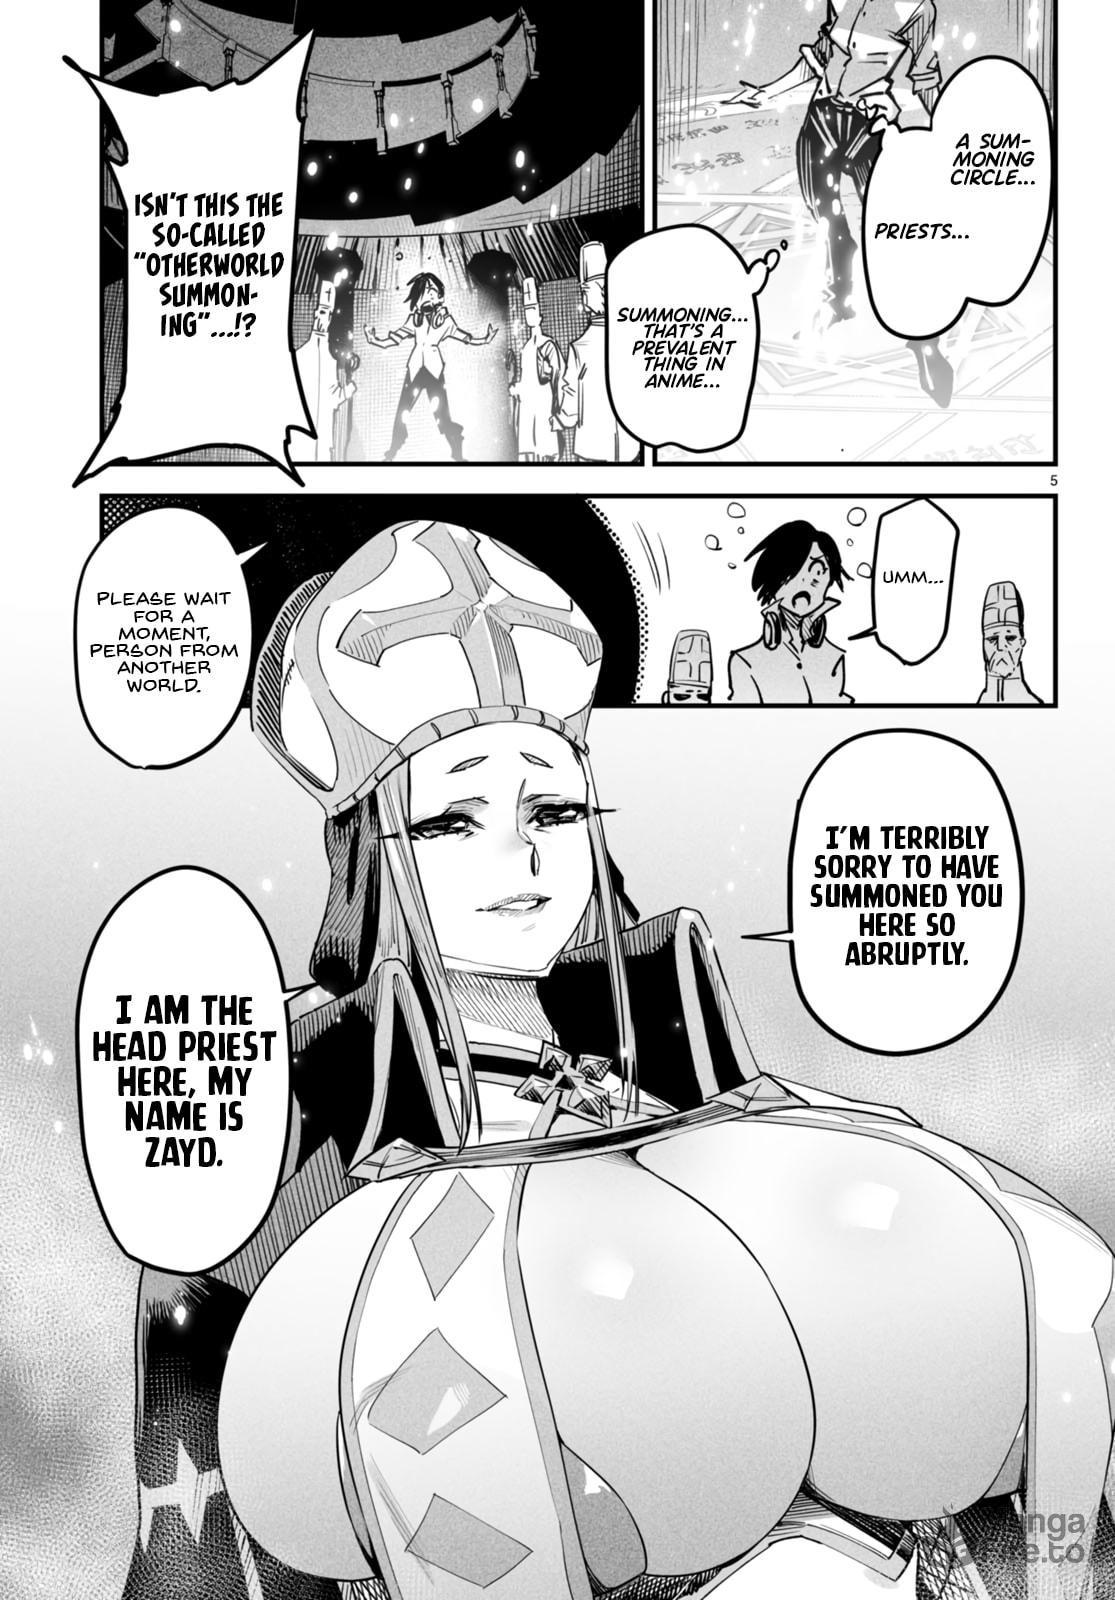 A SUM-
MONING
CIRCLE...
PRIESTS...
SUMMONING...
THAT'S A
PREVALENT
THING IN
ANIME...
ISN'T THIS THE
SO-CALLED
"OTHERWORLD
SUMMON-
ING"...!?
5
UMM...
PLEASE WAIT
FOR A
MOMENT,
PERSON FROM
ANOTHER
WORLD.
I'M TERRIBLY
SORRY TO HAVE
SUMMONED YOU
HERE SO
ABRUPTLY.
I AM THE
HEAD PRIEST
HERE, MY
NAME IS
ZAYD.